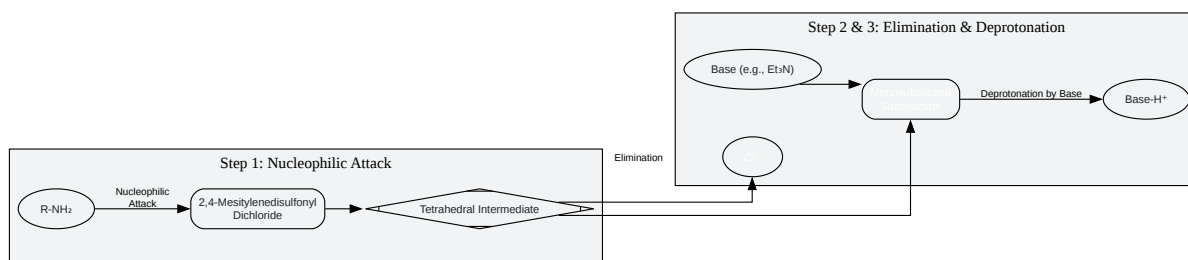 Step 2 & 3: Elimination & Deprotonation
Base (e.g., Et₃N)
Monosubstituted
Sulfonamide
Deprotonation by Base
Base-H⁺
Elimination
Step 1: Nucleophilic Attack
R-NH₂
Nucleophilic
Attack
2,4-Mesitylenedisulfonyl
Dichloride
Tetrahedral Intermediate